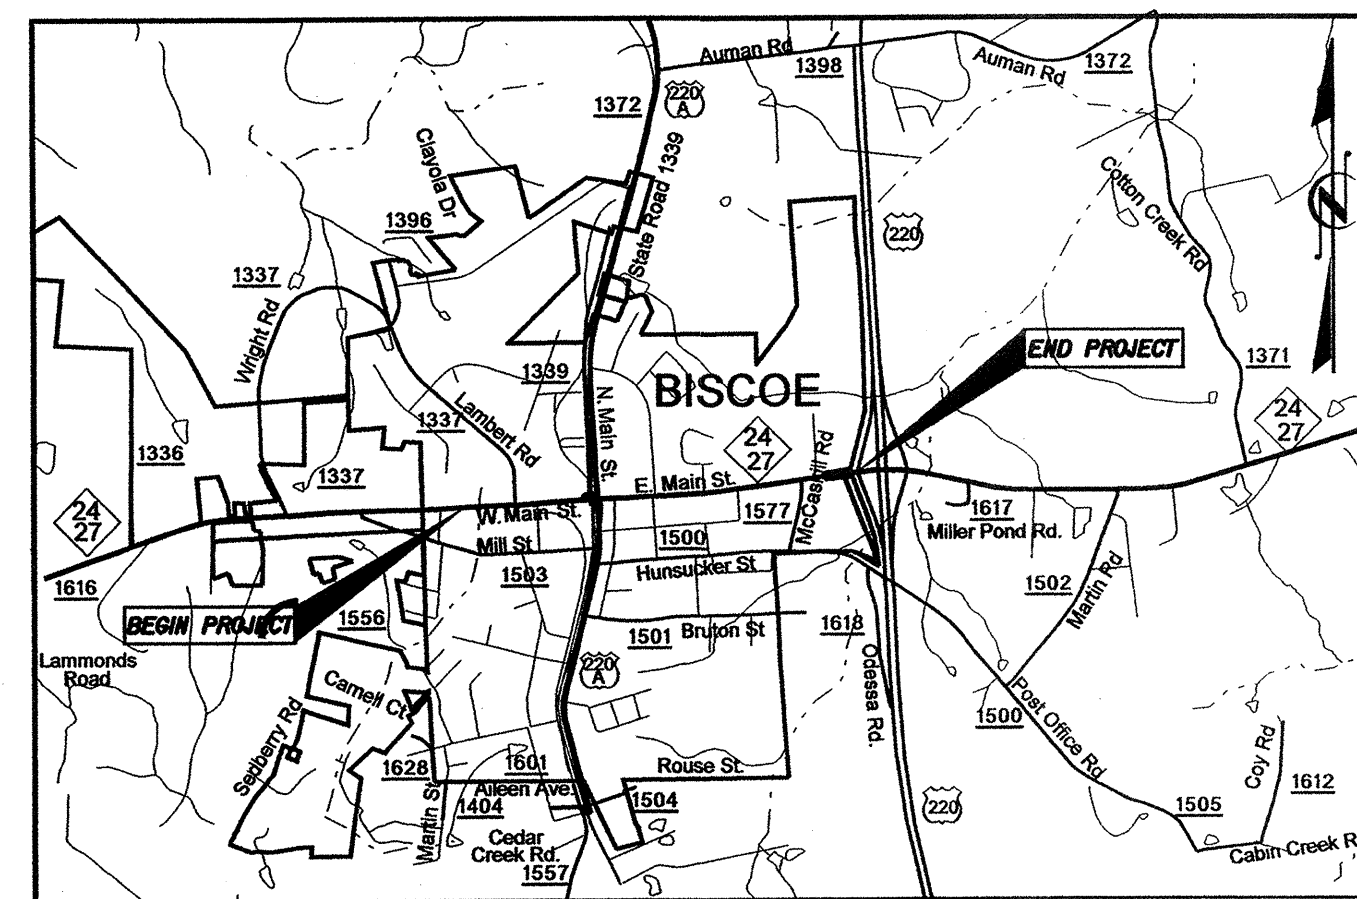 Auman Rd
1398
Auman Rd
1372
220
A
1372
Clayola Dr
State Road 1339
Cotton Creek Rd
1396
N
220
1337
Wright Rd
END PROJECT
1371
1339
BISCOE
N. Main St.
Lambert Rd
1337
24
27
24
27
McCaskill Rd
1336
1337
E. Main St.
24
27
W. Main St.
1577
1617
Miller Pond Rd.
Mill St
1500
1503
Hunsucker St
1616
1502
Martin Rd
BEGIN PROJECT
1556
1501
Bruton St
1618
Lammonds
Road
220
A
Odessa Rd.
Carnell Ct
Sedberry Rd
1500
Post Office Rd
Coy Rd
1628
1601
Rouse St.
Aileen Ave.
1404
1504
Martin St
220
1505
1612
Cedar
Creek Rd.
1557
Cabin Creek R